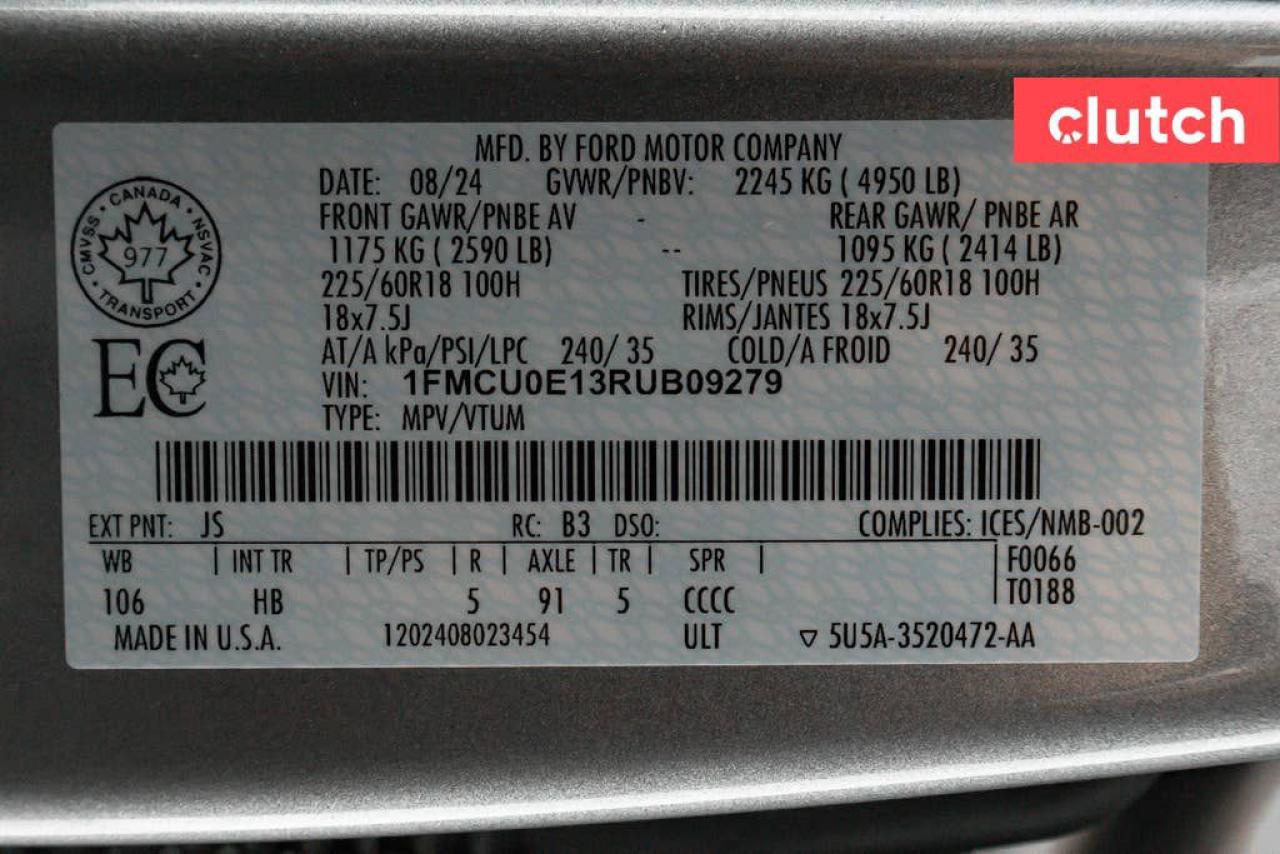 clutch
MFD. BY FORD MOTOR COMPANY
DATE: 08/24 GVWR/PNBV: 2245 KG ( 4950 LB)
FRONT GAWR/PNBE AV - REAR GAWR/ PNBE AR
1175 KG ( 2590 LB) -- 1095 KG ( 2414 LB)
225/60R18 100H TIRES/PNEUS 225/60R18 100H
18x7.5J RIMS/JANTES 18x7.5J
AT/A kPa/PSI/LPC 240/ 35 COLD/A FROID 240/ 35
VIN: 1FMCU0E13RUB09279
TYPE: MPV/VTUM
CANADA
CMVSS • NSVAC
977
TRANSPORT
EC
EXT PNT: JS RC: B3 DSO: COMPLIES: ICES/NMB-002
WB | INT TR | TP/PS | R | AXLE | TR | SPR | F0066
T0188
106 HB 5 91 5 CCCC
MADE IN U.S.A. 1202408023454 ULT ▽ 5U5A-3520472-AA